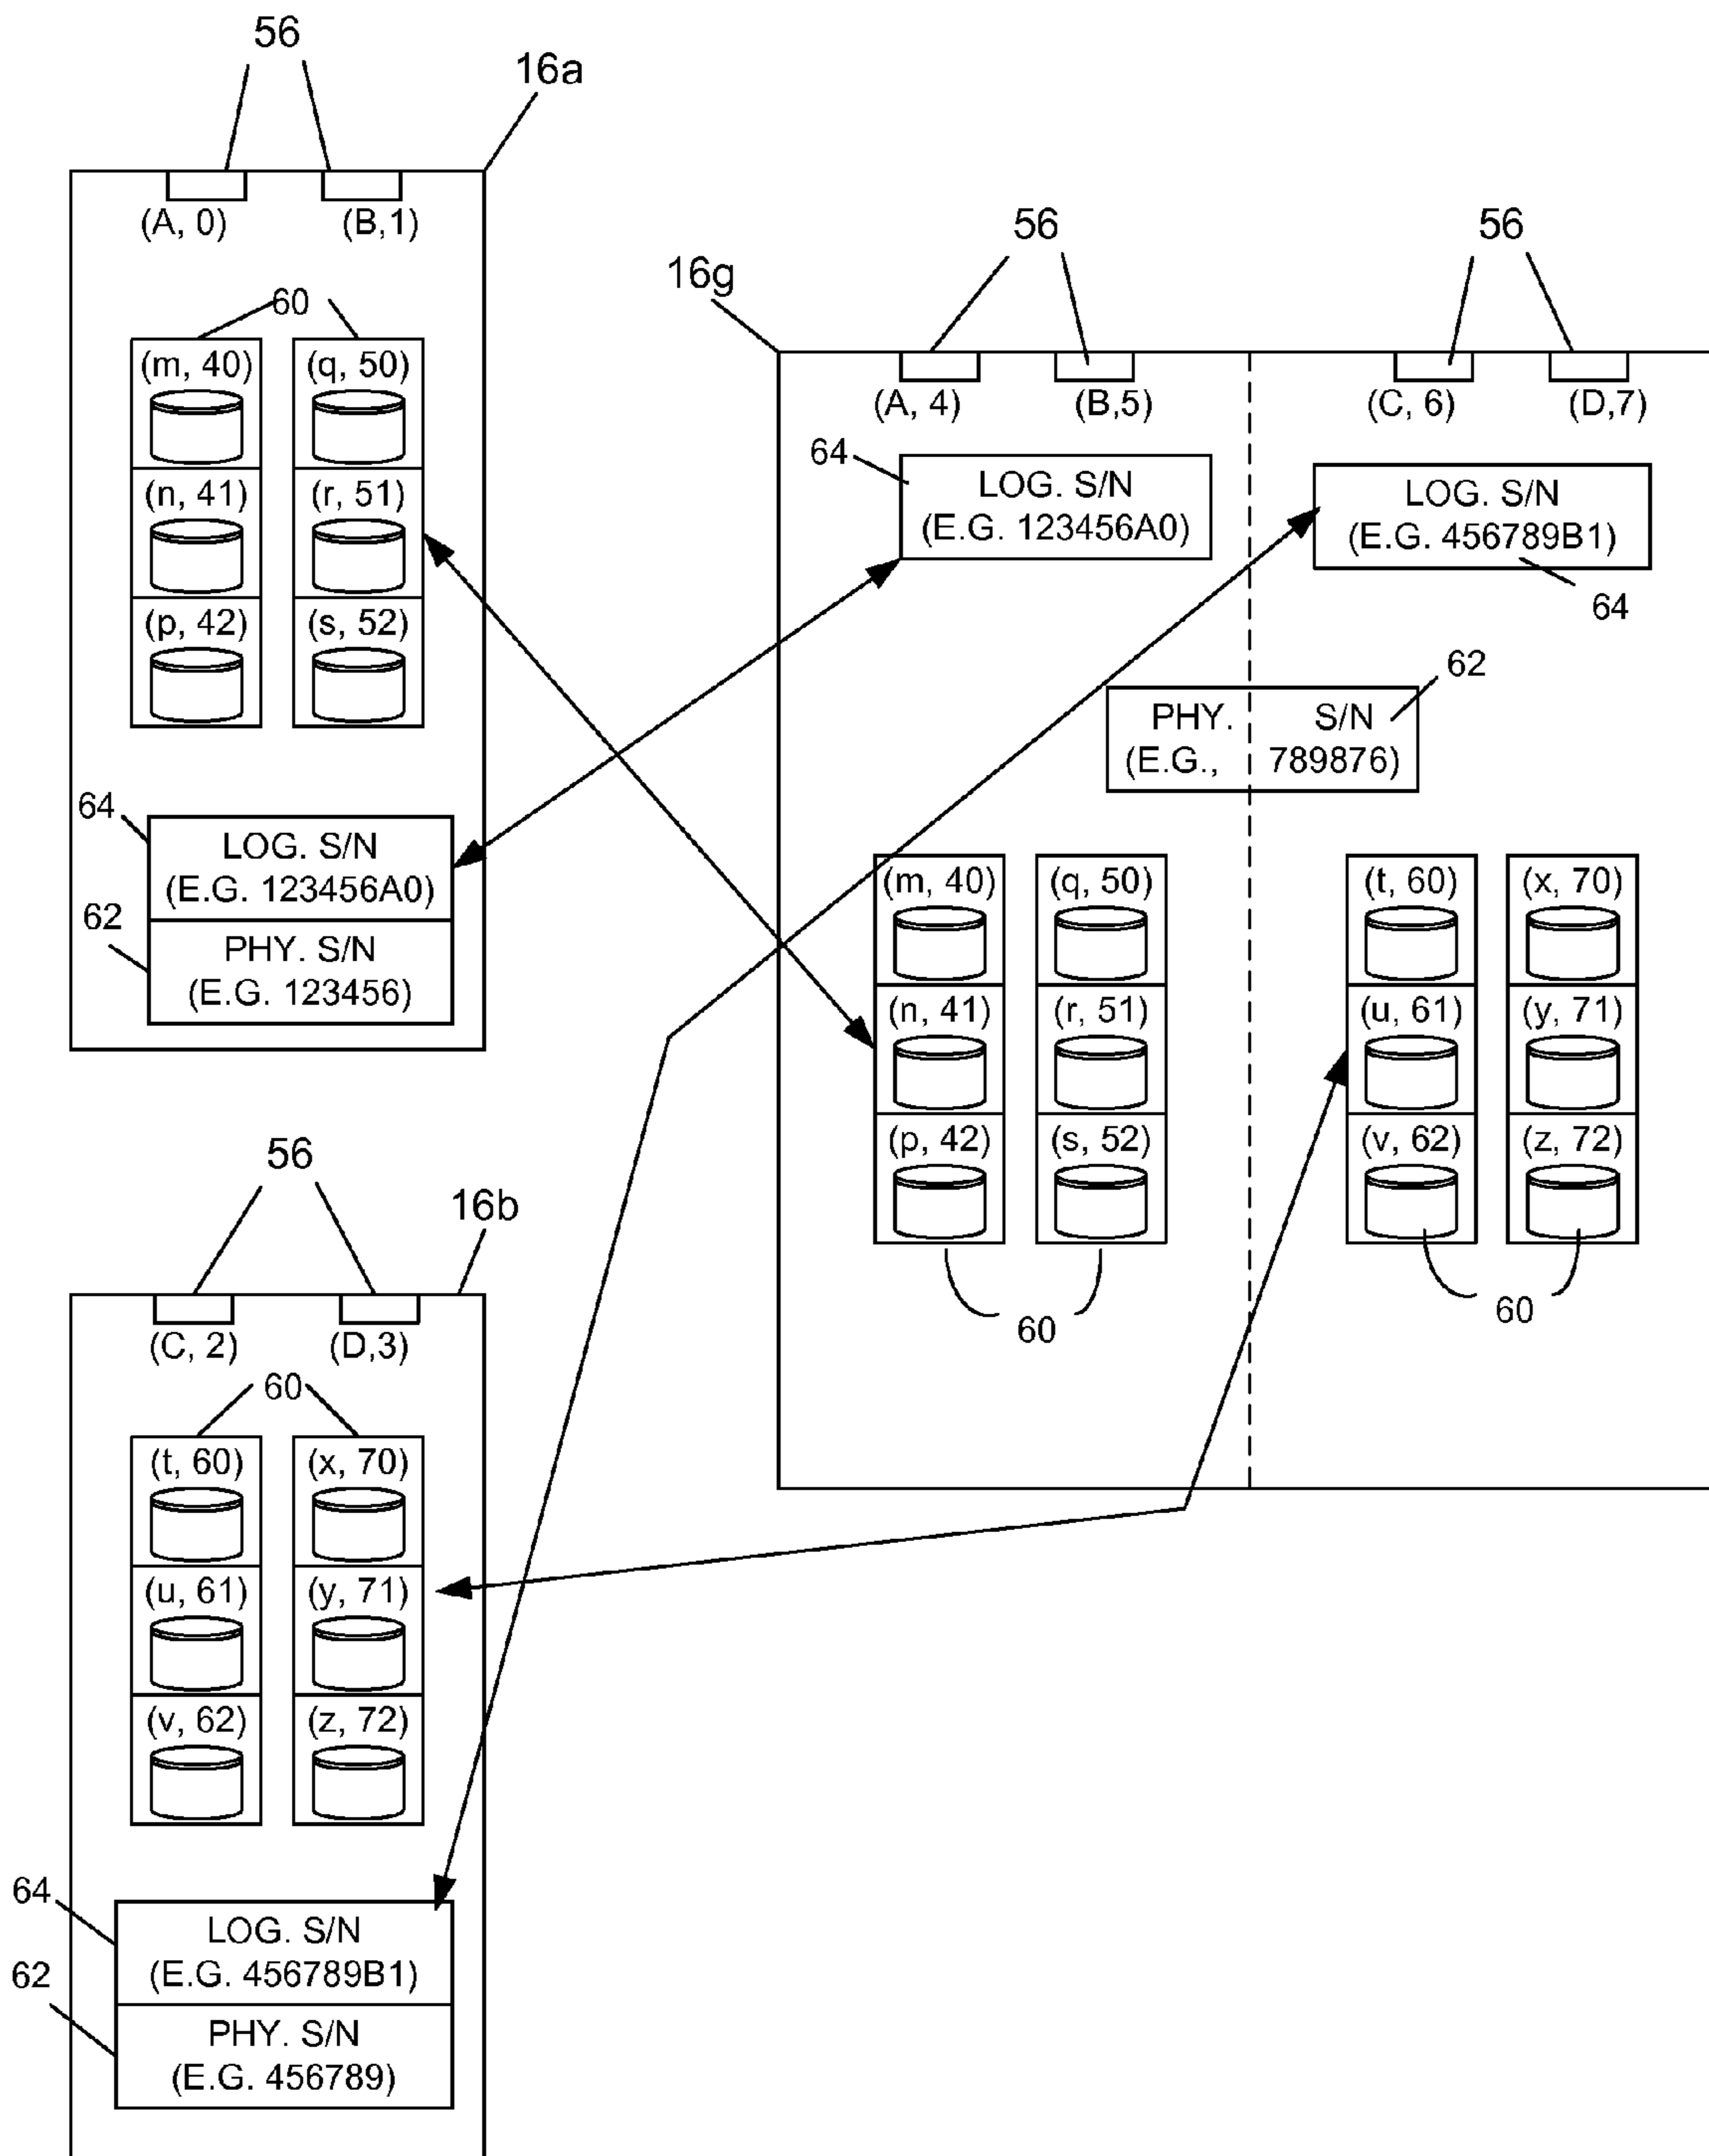 56
16a
(A, 0)
(B,1)
60
(m, 40)
(q, 50)
(n, 41)
(r, 51)
(p, 42)
(s, 52)
64
LOG. S/N
(E.G. 123456A0)
62
PHY. S/N
(E.G. 123456)
56
56
16g
(A, 4)
(B,5)
(C, 6)
(D,7)
64
LOG. S/N
(E.G. 123456A0)
LOG. S/N
(E.G. 456789B1)
64
62
PHY. S/N
(E.G., 789876)
(m, 40)
(q, 50)
(t, 60)
(x, 70)
(n, 41)
(r, 51)
(u, 61)
(y, 71)
(p, 42)
(s, 52)
(v, 62)
(z, 72)
60
60
56
16b
(C, 2)
(D,3)
60
(t, 60)
(x, 70)
(u, 61)
(y, 71)
(v, 62)
(z, 72)
64
LOG. S/N
(E.G. 456789B1)
62
PHY. S/N
(E.G. 456789)